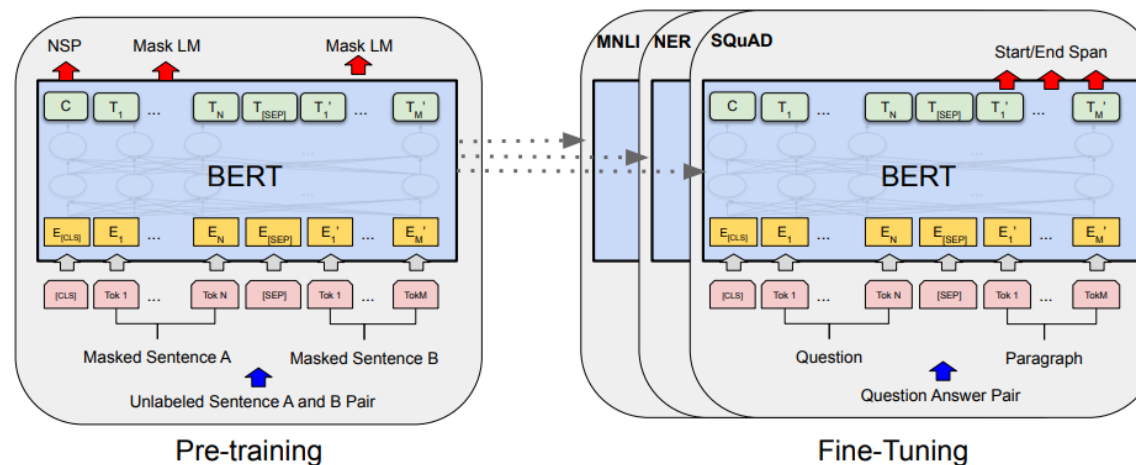 NSP Mask LM Mask LM
C T1 ... TN T[SEP] T1' ... TM'
...
BERT
...
E[CLS] E1 ... EN E[SEP] E1' ... EM'
[CLS] Tok 1 ... Tok N [SEP] Tok 1 ... TokM
Masked Sentence A Masked Sentence B
Unlabeled Sentence A and B Pair
Pre-training
MNLI NER SQuAD
Start/End Span
C T1 ... TN T[SEP] T1' ... TM'
...
BERT
...
E[CLS] E1 ... EN E[SEP] E1' ... EM'
[CLS] Tok 1 ... Tok N [SEP] Tok 1 ... TokM
Question Paragraph
Question Answer Pair
Fine-Tuning